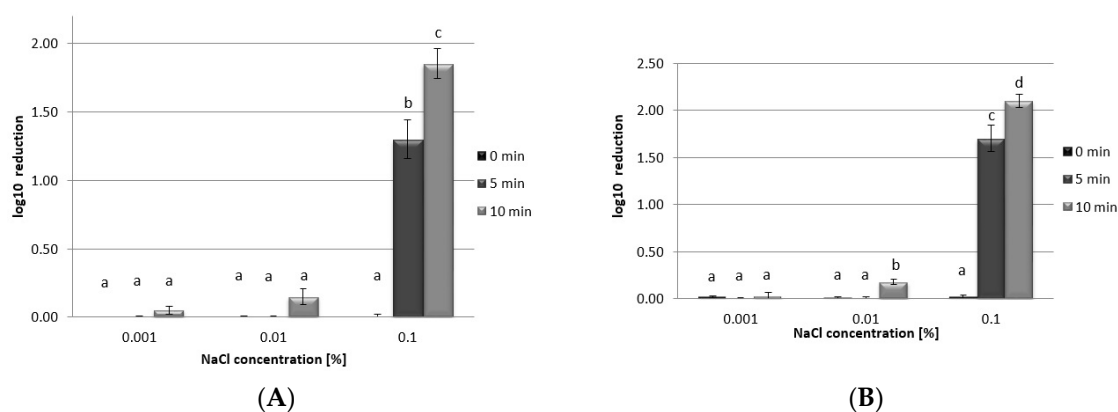 2.00
1.50
1.00
0.50
0.00
log10 reduction
a a a
a a a
a b c
0.001 0.01 0.1
NaCl concentration [%]
0 min
5 min
10 min
(A)
2.50
2.00
1.50
1.00
0.50
0.00
log10 reduction
a a a
a a b
a c d
0.001 0.01 0.1
NaCl concentration [%]
0 min
5 min
10 min
(B)